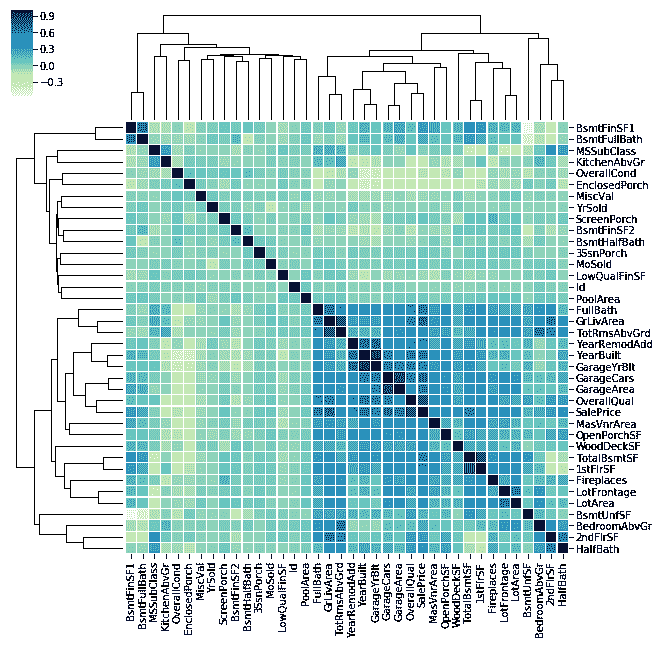 0.9
0.6
0.3
0.0
−0.3
BsmtFinSF1
BsmtFullBath
MSSubClass
KitchenAbvGr
OverallCond
EnclosedPorch
MiscVal
YrSold
ScreenPorch
BsmtFinSF2
BsmtHalfBath
3SsnPorch
MoSold
LowQualFinSF
Id
PoolArea
FullBath
GrLivArea
TotRmsAbvGrd
YearRemodAdd
YearBuilt
GarageYrBlt
GarageCars
GarageArea
OverallQual
SalePrice
MasVnrArea
OpenPorchSF
WoodDeckSF
TotalBsmtSF
1stFlrSF
Fireplaces
LotFrontage
LotArea
BsmtUnfSF
BedroomAbvGr
2ndFlrSF
HalfBath
BsmtFinSF1
BsmtFullBath
MSSubClass
KitchenAbvGr
OverallCond
EnclosedPorch
MiscVal
YrSold
ScreenPorch
BsmtFinSF2
BsmtHalfBath
3SsnPorch
MoSold
LowQualFinSF
Id
PoolArea
FullBath
GrLivArea
TotRmsAbvGrd
YearRemodAdd
YearBuilt
GarageYrBlt
GarageCars
GarageArea
OverallQual
SalePrice
MasVnrArea
OpenPorchSF
WoodDeckSF
TotalBsmtSF
1stFlrSF
Fireplaces
LotFrontage
LotArea
BsmtUnfSF
BedroomAbvGr
2ndFlrSF
HalfBath